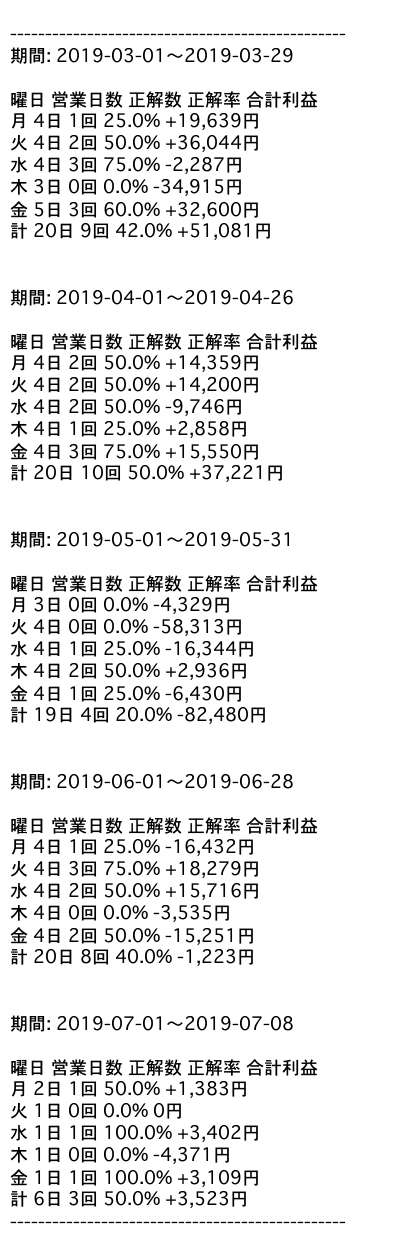 ------------------------------------------------
期間: 2019-03-01～2019-03-29
曜日 営業日数 正解数 正解率 合計利益
月 4日 1回 25.0% +19,639円
火 4日 2回 50.0% +36,044円
水 4日 3回 75.0% -2,287円
木 3日 0回 0.0% -34,915円
金 5日 3回 60.0% +32,600円
計 20日 9回 42.0% +51,081円
期間: 2019-04-01～2019-04-26
曜日 営業日数 正解数 正解率 合計利益
月 4日 2回 50.0% +14,359円
火 4日 2回 50.0% +14,200円
水 4日 2回 50.0% -9,746円
木 4日 1回 25.0% +2,858円
金 4日 3回 75.0% +15,550円
計 20日 10回 50.0% +37,221円
期間: 2019-05-01～2019-05-31
曜日 営業日数 正解数 正解率 合計利益
月 3日 0回 0.0% -4,329円
火 4日 0回 0.0% -58,313円
水 4日 1回 25.0% -16,344円
木 4日 2回 50.0% +2,936円
金 4日 1回 25.0% -6,430円
計 19日 4回 20.0% -82,480円
期間: 2019-06-01～2019-06-28
曜日 営業日数 正解数 正解率 合計利益
月 4日 1回 25.0% -16,432円
火 4日 3回 75.0% +18,279円
水 4日 2回 50.0% +15,716円
木 4日 0回 0.0% -3,535円
金 4日 2回 50.0% -15,251円
計 20日 8回 40.0% -1,223円
期間: 2019-07-01～2019-07-08
曜日 営業日数 正解数 正解率 合計利益
月 2日 1回 50.0% +1,383円
火 1日 0回 0.0% 0円
水 1日 1回 100.0% +3,402円
木 1日 0回 0.0% -4,371円
金 1日 1回 100.0% +3,109円
計 6日 3回 50.0% +3,523円
------------------------------------------------